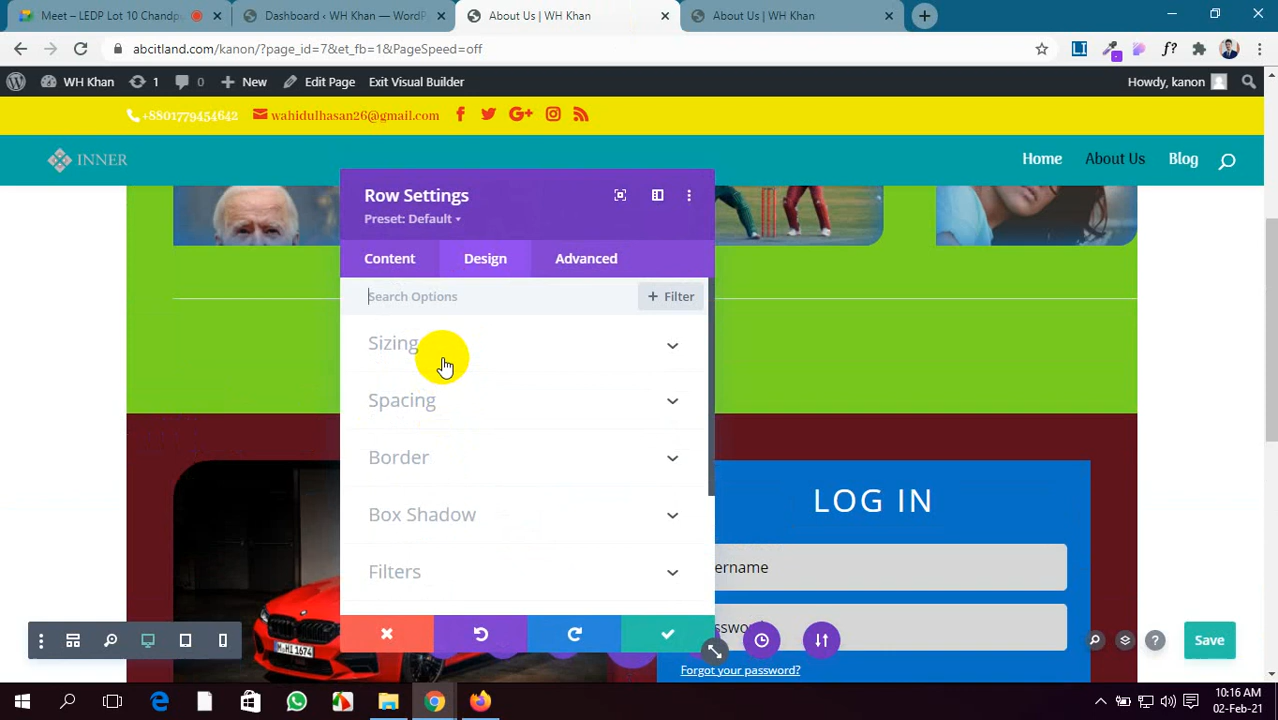 Meet – LEDP Lot 10 Chandp
Dashboard ‹ WH Khan — WordP
About Us | WH Khan
About Us | WH Khan
abcitland.com/kanon/?page_id=7&et_fb=1&PageSpeed=off
WH Khan
1
0
New
Edit Page
Exit Visual Builder
Howdy, kanon
+8801779454642
wahidulhasan26@gmail.com
INNER
Home
About Us
Blog
Row Settings
Preset: Default
Content
Design
Advanced
Search Options
+ Filter
Sizing
Spacing
Border
Box Shadow
Filters
LOG IN
ername
Forgot your password?
Save
10:16 AM
02-Feb-21